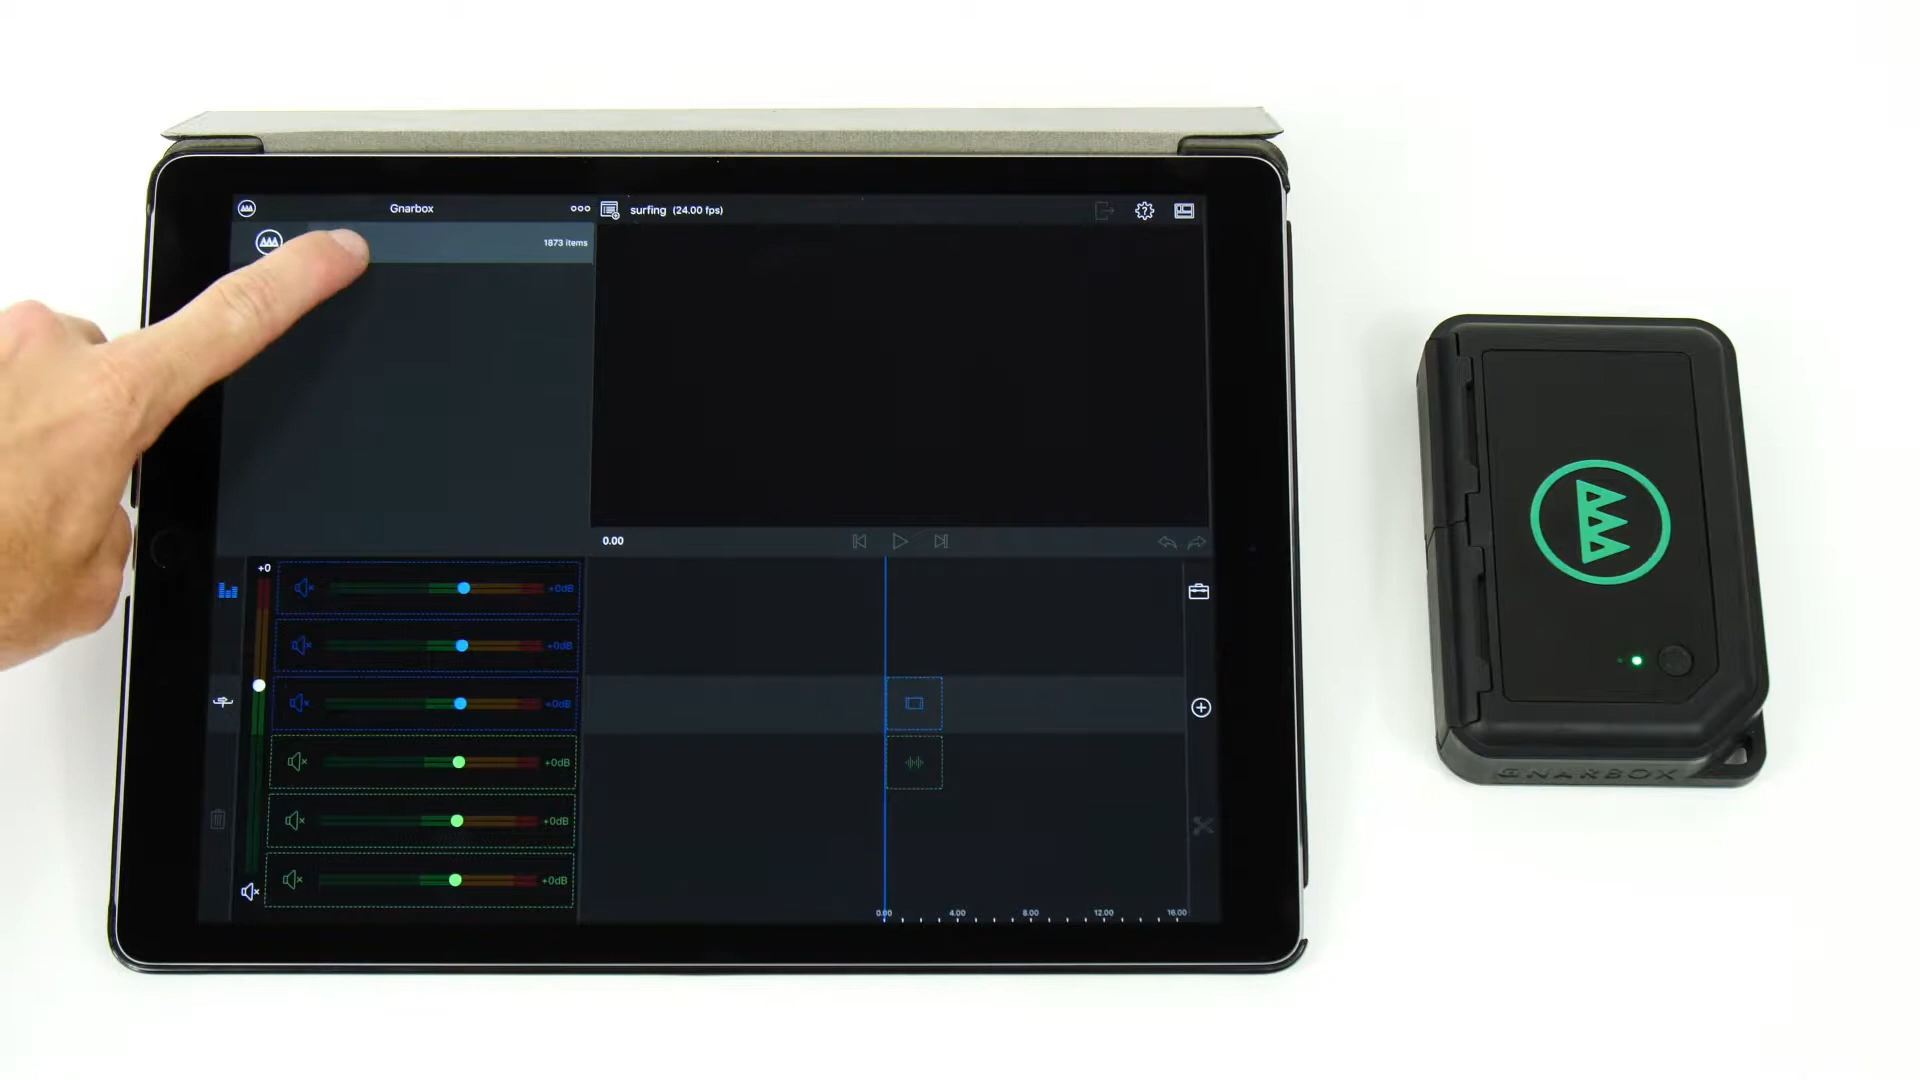 Gnarbox
surfing (24.00 fps)
1873 items
0.00
+0
+0dB
+0dB
+0dB
+0dB
+0dB
+0dB
0.00 4.00 8.00 12.00 16.00
GNARBOX